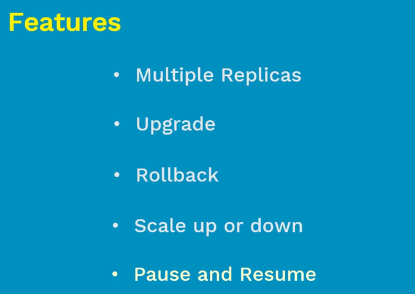 Features
• Multiple Replicas
• Upgrade
• Rollback
• Scale up or down
• Pause and Resume